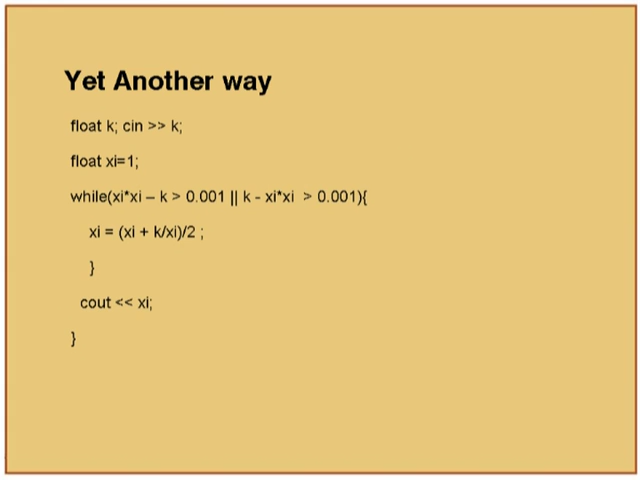 Yet Another way
float k; cin >> k;
float xi=1;
while(xi*xi – k > 0.001 || k - xi*xi > 0.001){
xi = (xi + k/xi)/2 ;
}
cout << xi;
}